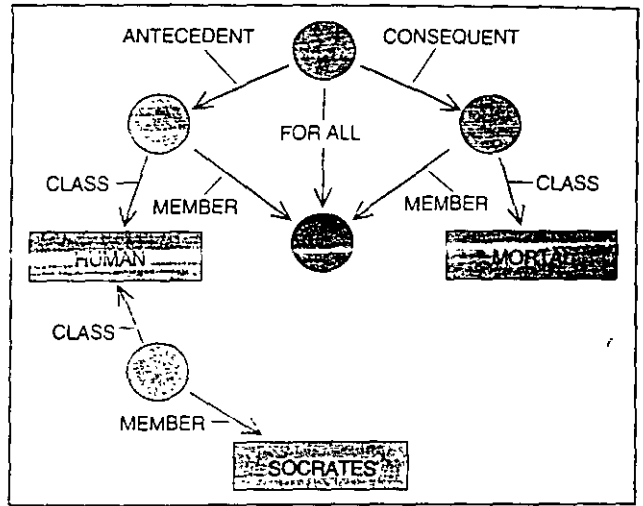 ANTECEDENT CONSEQUENT
FOR ALL
CLASS MEMBER MEMBER CLASS
HUMAN MORTAL
CLASS
MEMBER
SOCRATES